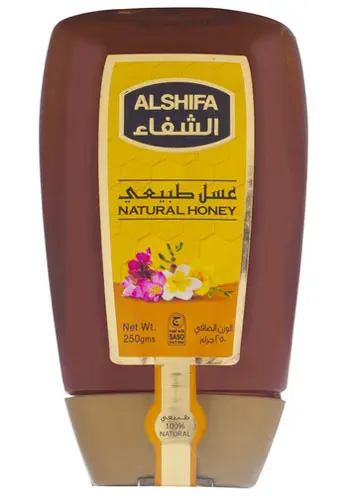 ALSHIFA
الشفاء
عسل طبيعي
NATURAL HONEY
Net Wt.
250gms
SASO
الوزن الصافي
٢٥٠ جرام
طبيعي
100%
NATURAL